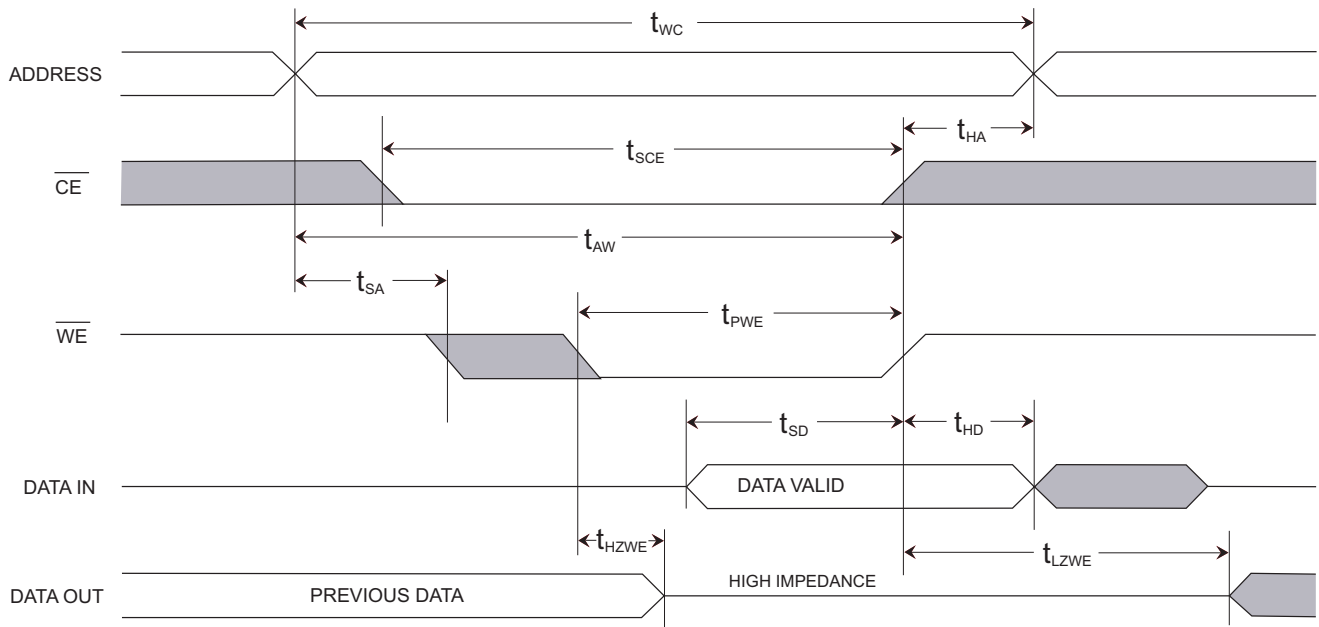 tWC
ADDRESS
tHA
tSCE
CE
tAW
tSA
tPWE
WE
tSD
tHD
DATA IN
DATA VALID
tHZWE
tLZWE
HIGH IMPEDANCE
DATA OUT
PREVIOUS DATA